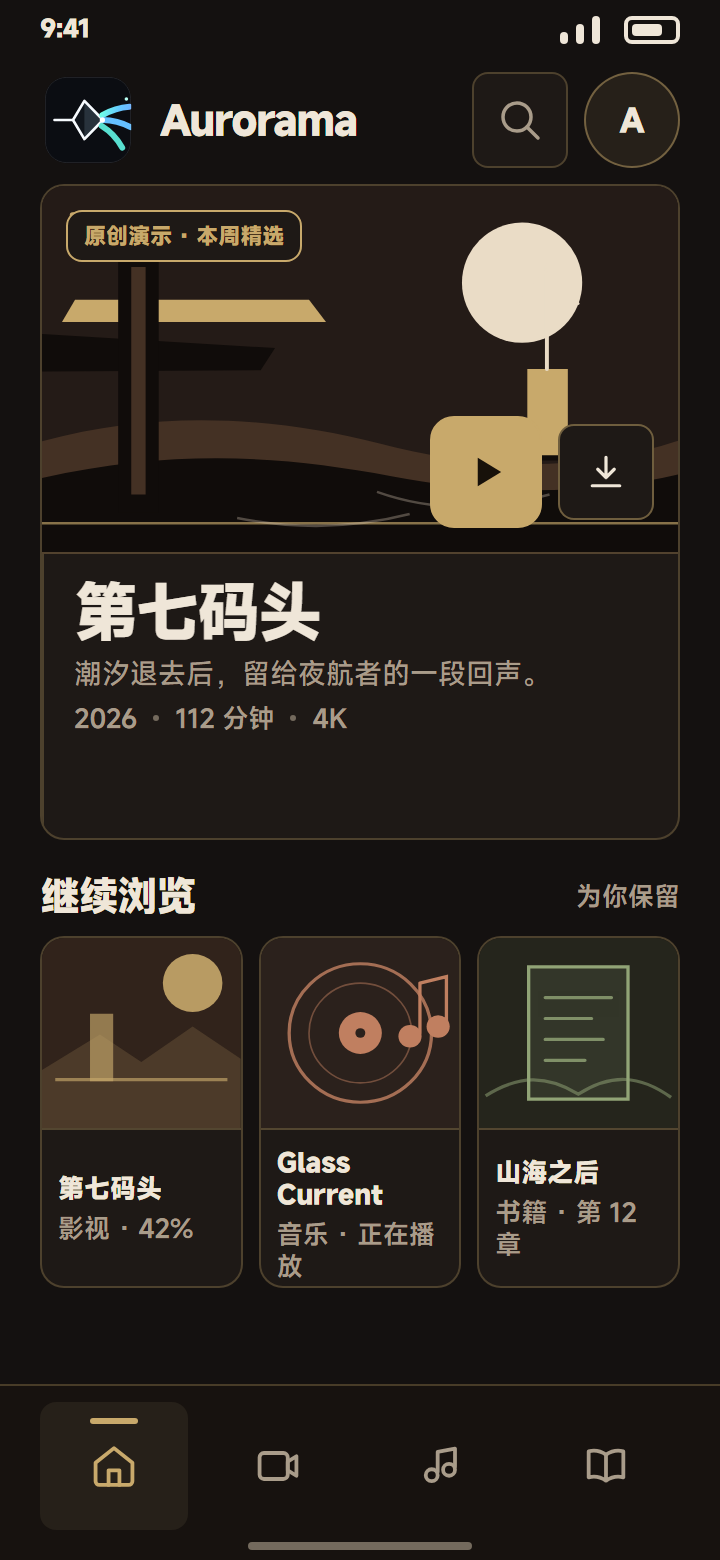 9:41
Aurorama
A
原创演示 · 本周精选
第七码头
潮汐退去后，留给夜航者的一段回声。
2026 • 112 分钟 • 4K
继续浏览
为你保留
第七码头
影视 · 42%
Glass
Current
音乐 · 正在播
放
山海之后
书籍 · 第 12
章